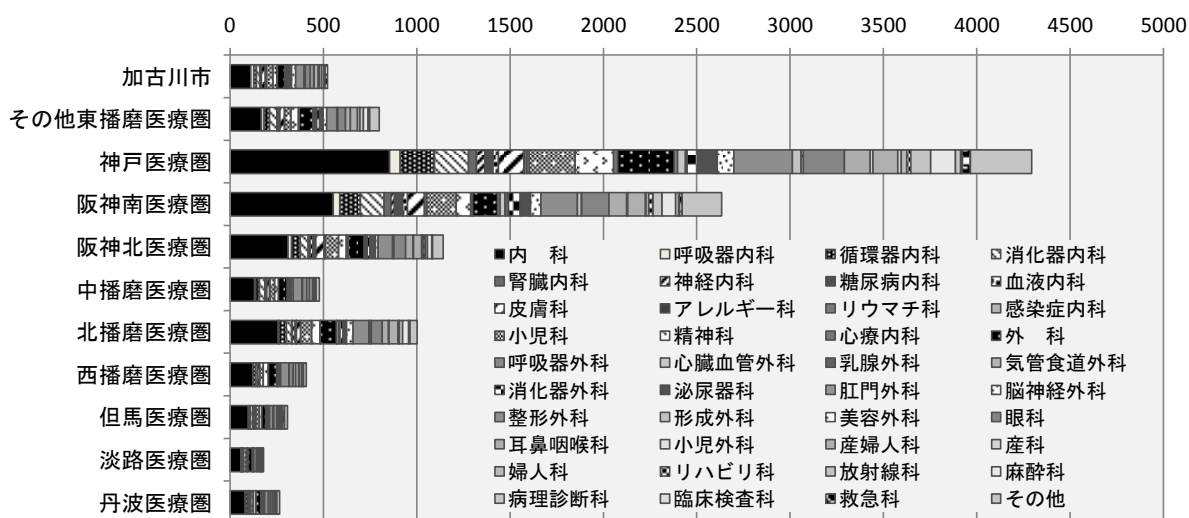 0 500 1000 1500 2000 2500 3000 3500 4000 4500 5000
加古川市
その他東播磨医療圏
神戸医療圏
阪神南医療圏
阪神北医療圏
中播磨医療圏
北播磨医療圏
西播磨医療圏
但馬医療圏
淡路医療圏
丹波医療圏
内　科 呼吸器内科 循環器内科 消化器内科
腎臓内科 神経内科 糖尿病内科 血液内科
皮膚科 アレルギー科 リウマチ科 感染症内科
小児科 精神科 心療内科 外　科
呼吸器外科 心臓血管外科 乳腺外科 気管食道外科
消化器外科 泌尿器科 肛門外科 脳神経外科
整形外科 形成外科 美容外科 眼科
耳鼻咽喉科 小児外科 産婦人科 産科
婦人科 リハビリ科 放射線科 麻酔科
病理診断科 臨床検査科 救急科 その他